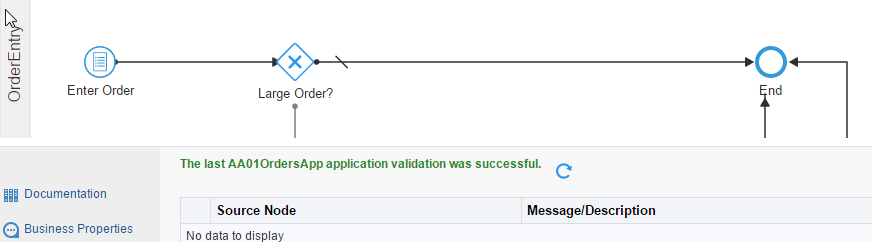 OrderEntry
Enter Order
Large Order?
End
The last AA01OrdersApp application validation was successful.
Documentation
Business Properties
Source Node
Message/Description
No data to display